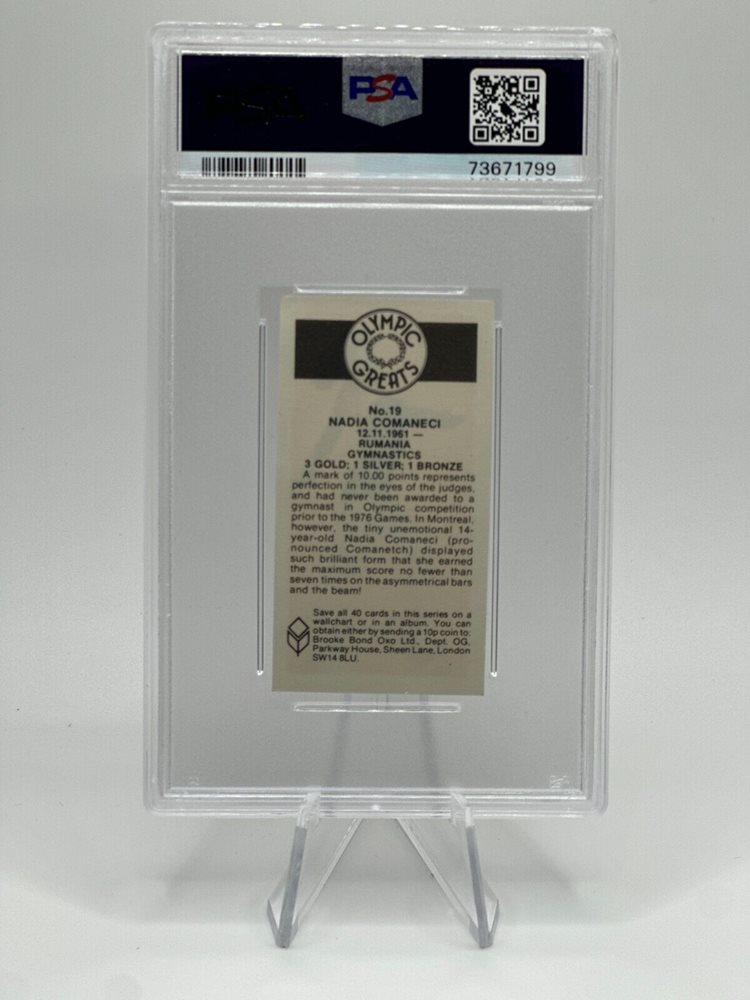 PSA
73671799
OLYMPIC
GREATS
No.19
NADIA COMANECI
12.11.1961 —
RUMANIA
GYMNASTICS
3 GOLD; 1 SILVER; 1 BRONZE
A mark of 10.00 points represents
perfection in the eyes of the judges,
and had never been awarded to a
gymnast in Olympic competition
prior to the 1976 Games. In Montreal,
however, the tiny unemotional 14-
year-old Nadia Comaneci (pro-
nounced Comanetch) displayed
such brilliant form that she earned
the maximum score no fewer than
seven times on the asymmetrical bars
and the beam!
Save all 40 cards in this series on a
wallchart or in an album. You can
obtain either by sending a 10p coin to:
Brooke Bond Oxo Ltd., Dept. OG,
Parkway House, Sheen Lane, London
SW14 8LU.